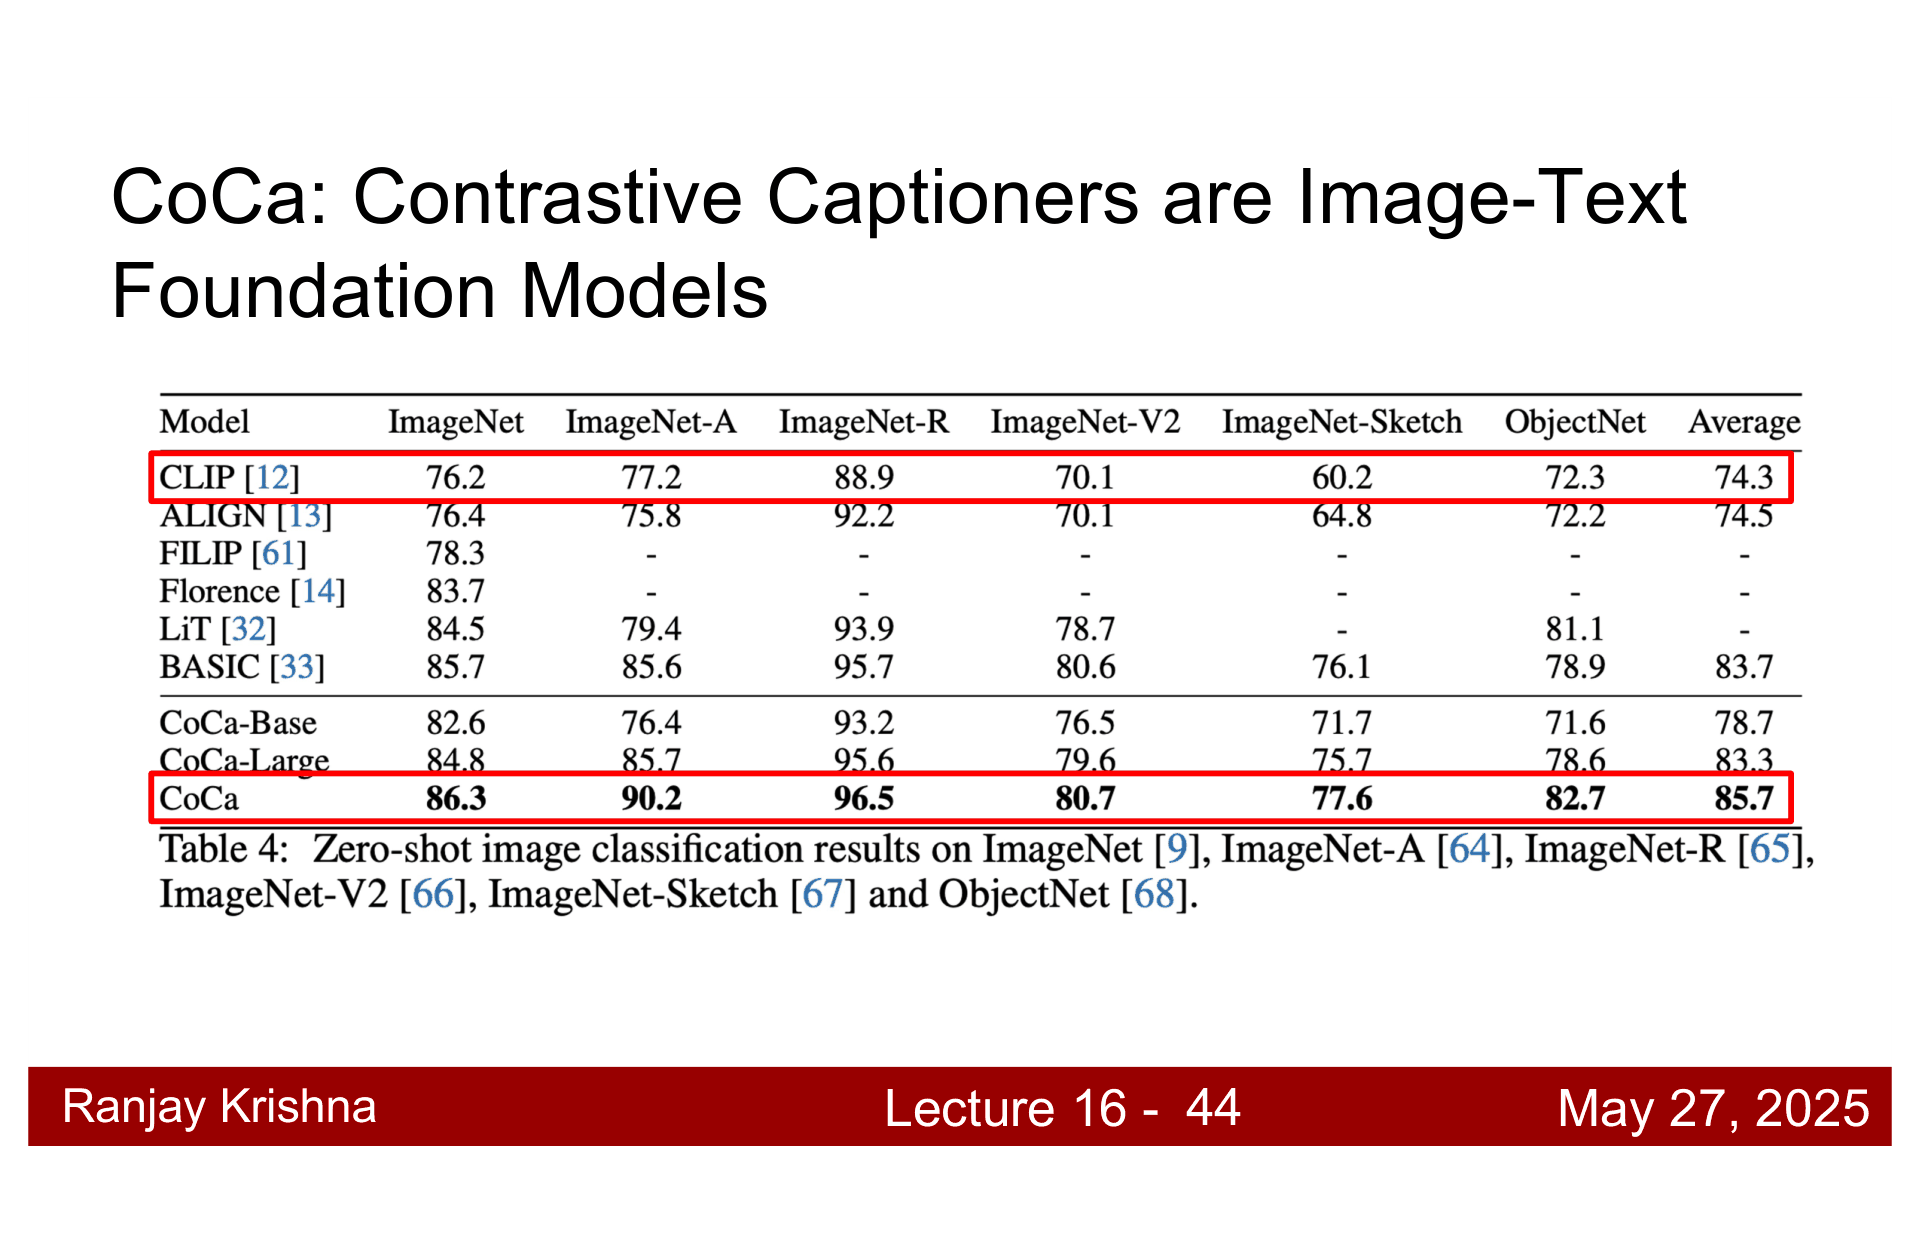 CoCa: Contrastive Captioners are Image-Text
Foundation Models
Model ImageNet ImageNet-A ImageNet-R ImageNet-V2 ImageNet-Sketch ObjectNet Average
CLIP [12] 76.2 77.2 88.9 70.1 60.2 72.3 74.3
ALIGN [13] 76.4 75.8 92.2 70.1 64.8 72.2 74.5
FILIP [61] 78.3 - - - - - -
Florence [14] 83.7 - - - - - -
LiT [32] 84.5 79.4 93.9 78.7 - 81.1 -
BASIC [33] 85.7 85.6 95.7 80.6 76.1 78.9 83.7
CoCa-Base 82.6 76.4 93.2 76.5 71.7 71.6 78.7
CoCa-Large 84.8 85.7 95.6 79.6 75.7 78.6 83.3
CoCa 86.3 90.2 96.5 80.7 77.6 82.7 85.7
Table 4: Zero-shot image classification results on ImageNet [9], ImageNet-A [64], ImageNet-R [65],
ImageNet-V2 [66], ImageNet-Sketch [67] and ObjectNet [68].
Ranjay Krishna Lecture 16 - 44 May 27, 2025